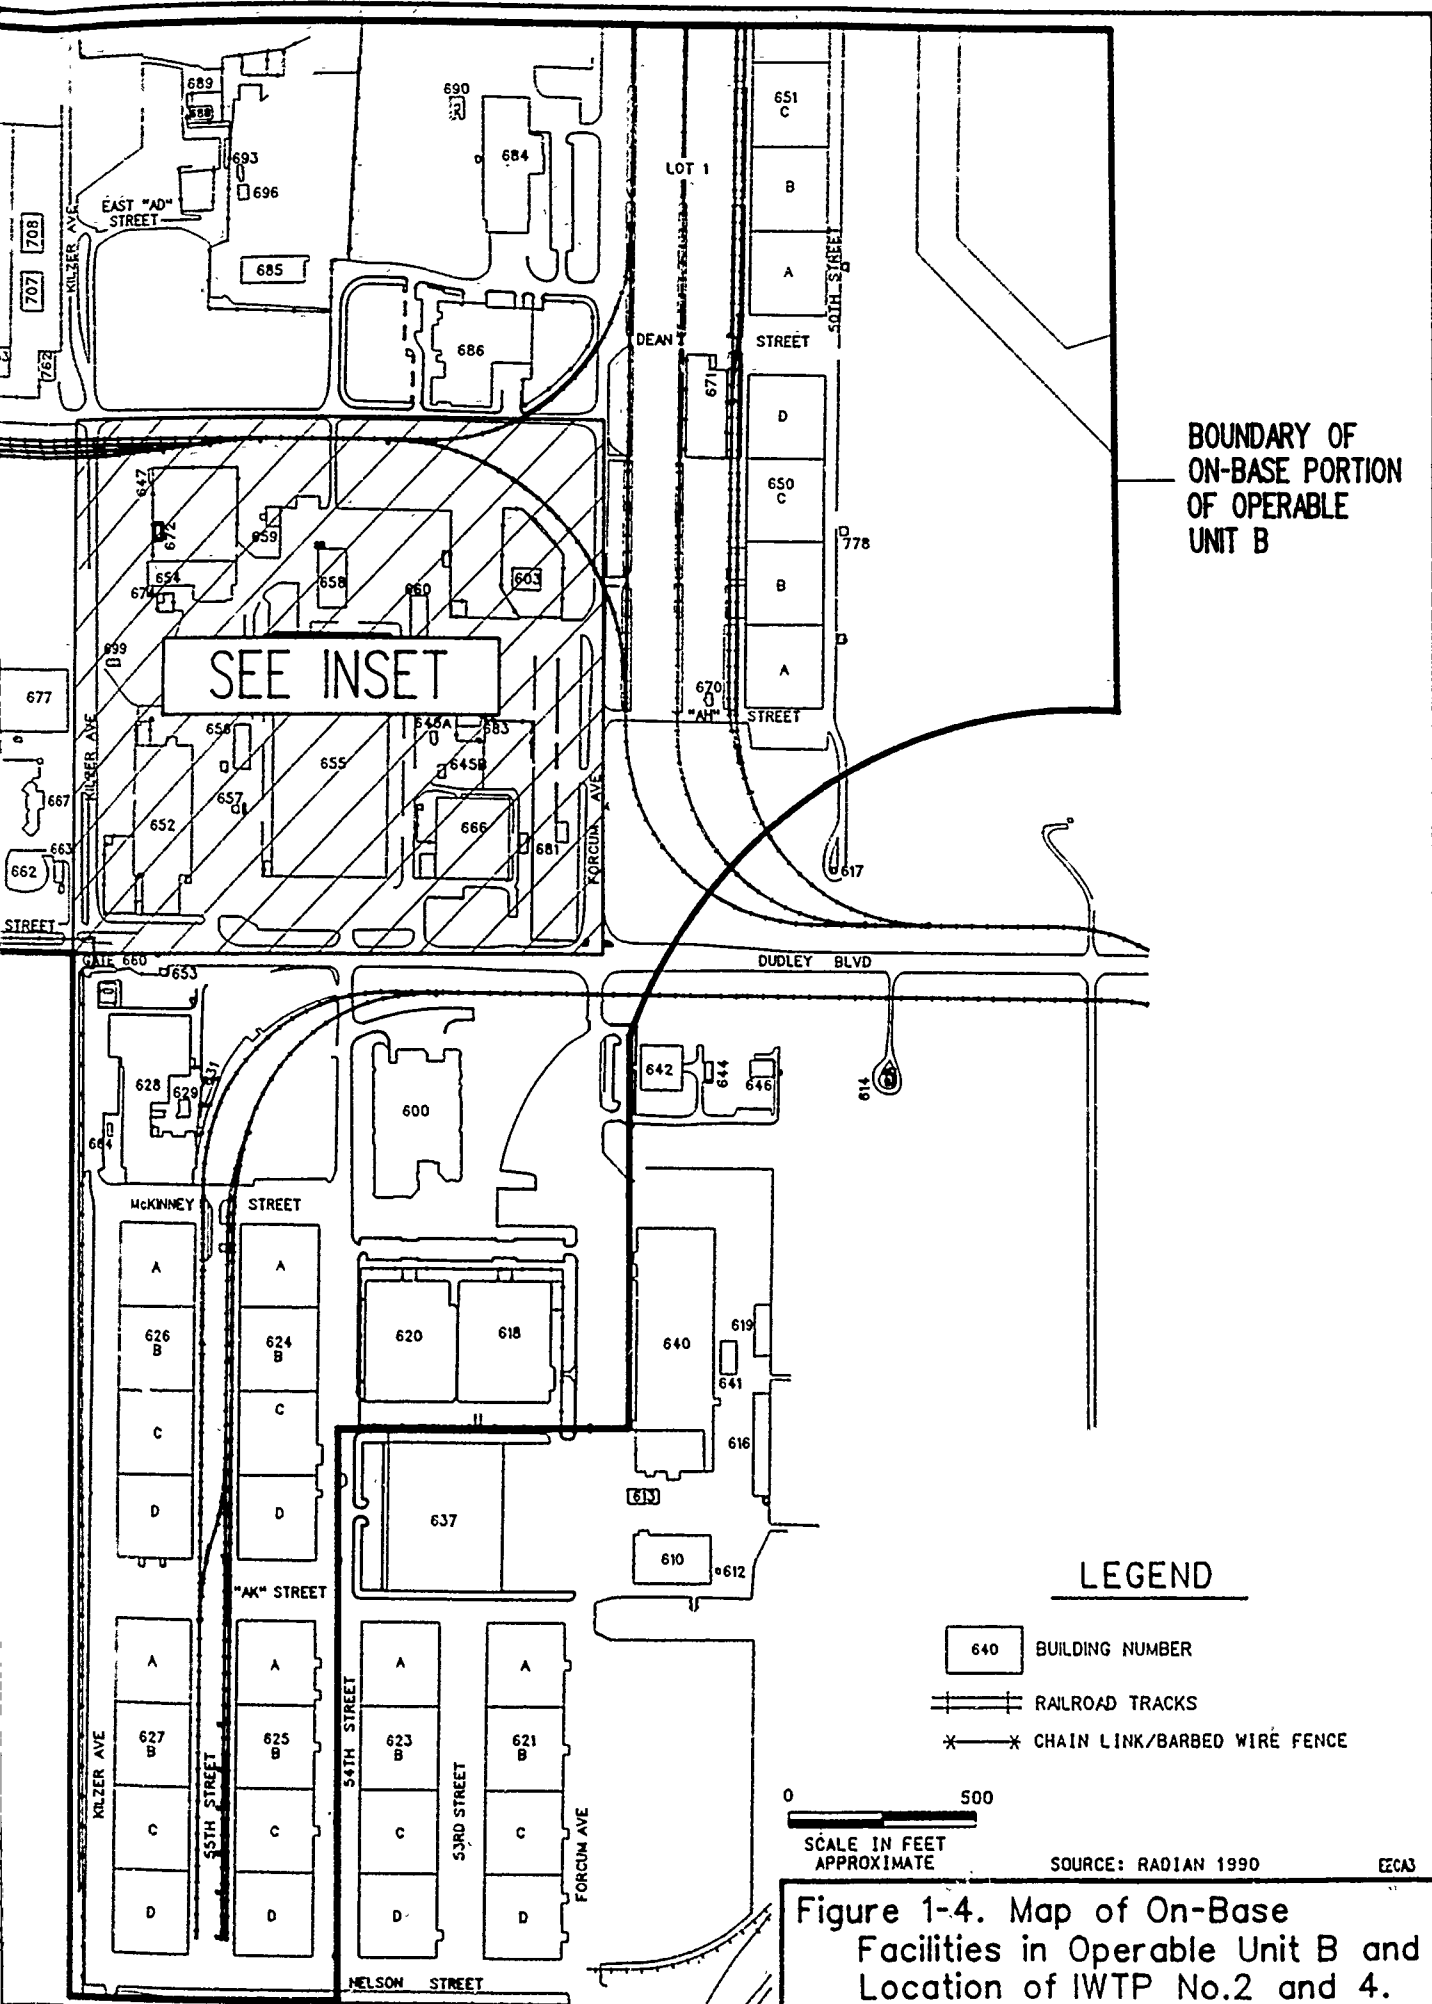 689
688
690
651
C
684
LOT 1
693
696
B
EAST "AD"
STREET
KILZER AVE
708
685
A
50TH STREET
707
DEAN
STREET
686
762
671
D
BOUNDARY OF
ON-BASE PORTION
OF OPERABLE
UNIT B
647
650
C
672
659
778
654
658
603
660
B
674
699
SEE INSET
A
677
670
"AH"
STREET
KILZER AVE
656
645A
683
655
645B
667
657
FORCUM AVE
652
666
681
663
662
617
STREET
GATE 660
653
DUDLEY BLVD
642
644
646
614
628
629
631
600
664
McKINNEY
STREET
A
A
626
B
624
B
620
618
619
640
641
C
C
616
D
D
613
637
610
612
LEGEND
"AK" STREET
640
BUILDING NUMBER
A
A
A
A
54TH STREET
RAILROAD TRACKS
627
B
625
B
623
B
621
B
CHAIN LINK/BARBED WIRE FENCE
KILZER AVE
55TH STREET
53RD STREET
0
500
C
C
C
C
SCALE IN FEET
APPROXIMATE
FORCUM AVE
SOURCE: RADIAN 1990
EECA3
D
D
D
D
Figure 1-4. Map of On-Base
Facilities in Operable Unit B and
Location of IWTP No.2 and 4.
NELSON
STREET